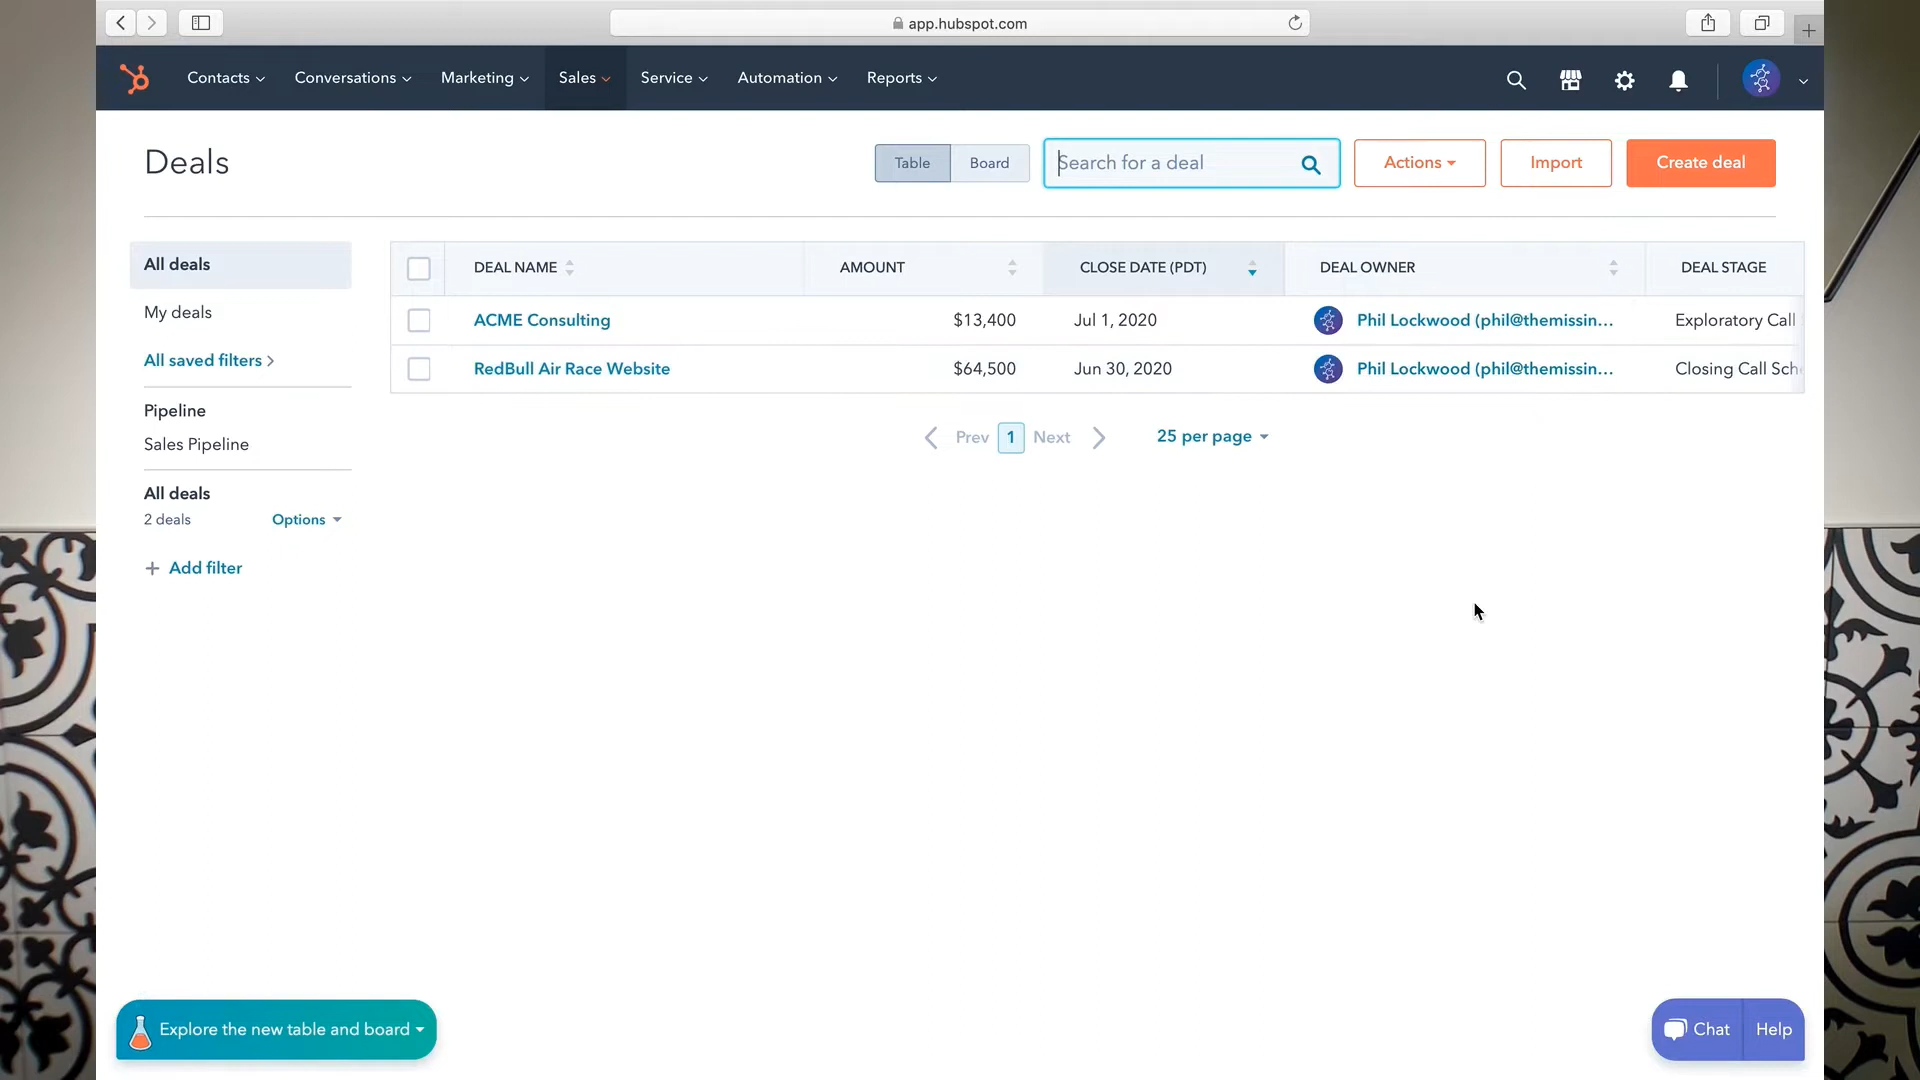 app.hubspot.com
Contacts Conversations Marketing Sales Service Automation Reports
Deals
Table Board Search for a deal Actions Import Create deal
All deals
My deals
All saved filters
Pipeline
Sales Pipeline
All deals
2 deals Options
+ Add filter
DEAL NAME AMOUNT CLOSE DATE (PDT) DEAL OWNER DEAL STAGE
ACME Consulting $13,400 Jul 1, 2020 Phil Lockwood (phil@themissin... Exploratory Call
RedBull Air Race Website $64,500 Jun 30, 2020 Phil Lockwood (phil@themissin... Closing Call Sch
Prev 1 Next 25 per page
Explore the new table and board
Chat Help